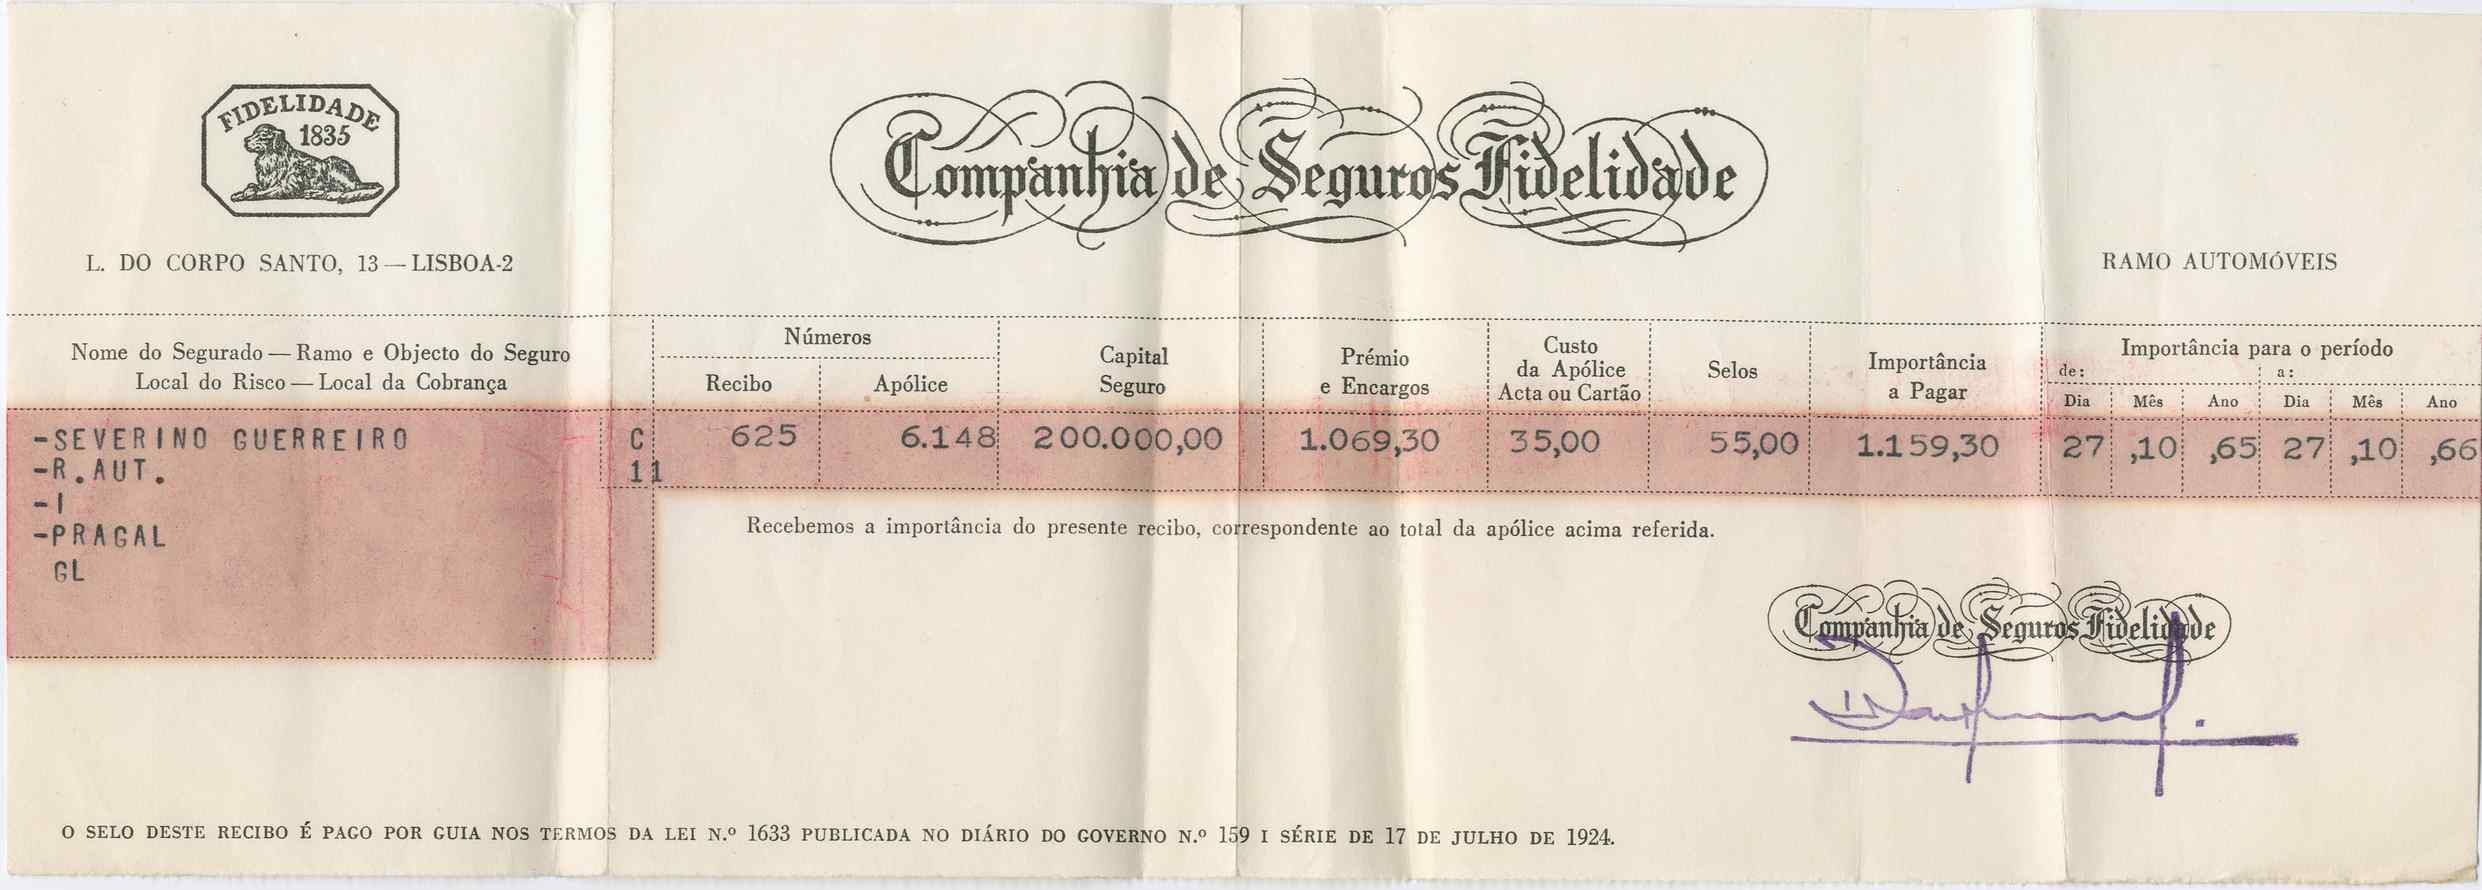 FIDELIDADE
1835
Companhia de Seguros Fidelidade
L. DO CORPO SANTO, 13 — LISBOA-2
RAMO AUTOMÓVEIS
Nome do Segurado — Ramo e Objecto do Seguro
Local do Risco — Local da Cobrança
Números
Recibo
Apólice
Capital
Seguro
Prémio
e Encargos
Custo
da Apólice
Acta ou Cartão
Selos
Importância
a Pagar
Importância para o período
de: a:
Dia Mês Ano Dia Mês Ano
-SEVERINO GUERREIRO C 625 6.148 200.000,00 1.069,30 35,00 55,00 1.159,30 27 ,10 ,65 27 ,10 ,66
-R.AUT. 11
-I
-PRAGAL
GL
Recebemos a importância do presente recibo, correspondente ao total da apólice acima referida.
Companhia de Seguros Fidelidade
O SELO DESTE RECIBO É PAGO POR GUIA NOS TERMOS DA LEI N.º 1633 PUBLICADA NO DIÁRIO DO GOVERNO N.º 159 I SÉRIE DE 17 DE JULHO DE 1924.